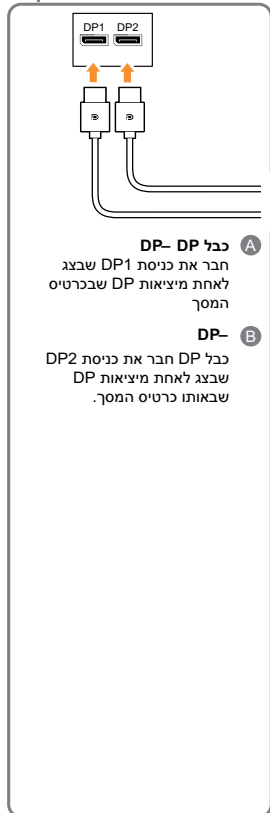 DP1 DP2
A כבל DP –DP
חבר את כניסת DP1 שבצג
לאחת מיציאות DP שבכרטיס
המסך
B –DP
כבל DP חבר את כניסת DP2
שבצג לאחת מיציאות DP
שבאותו כרטיס המסך.